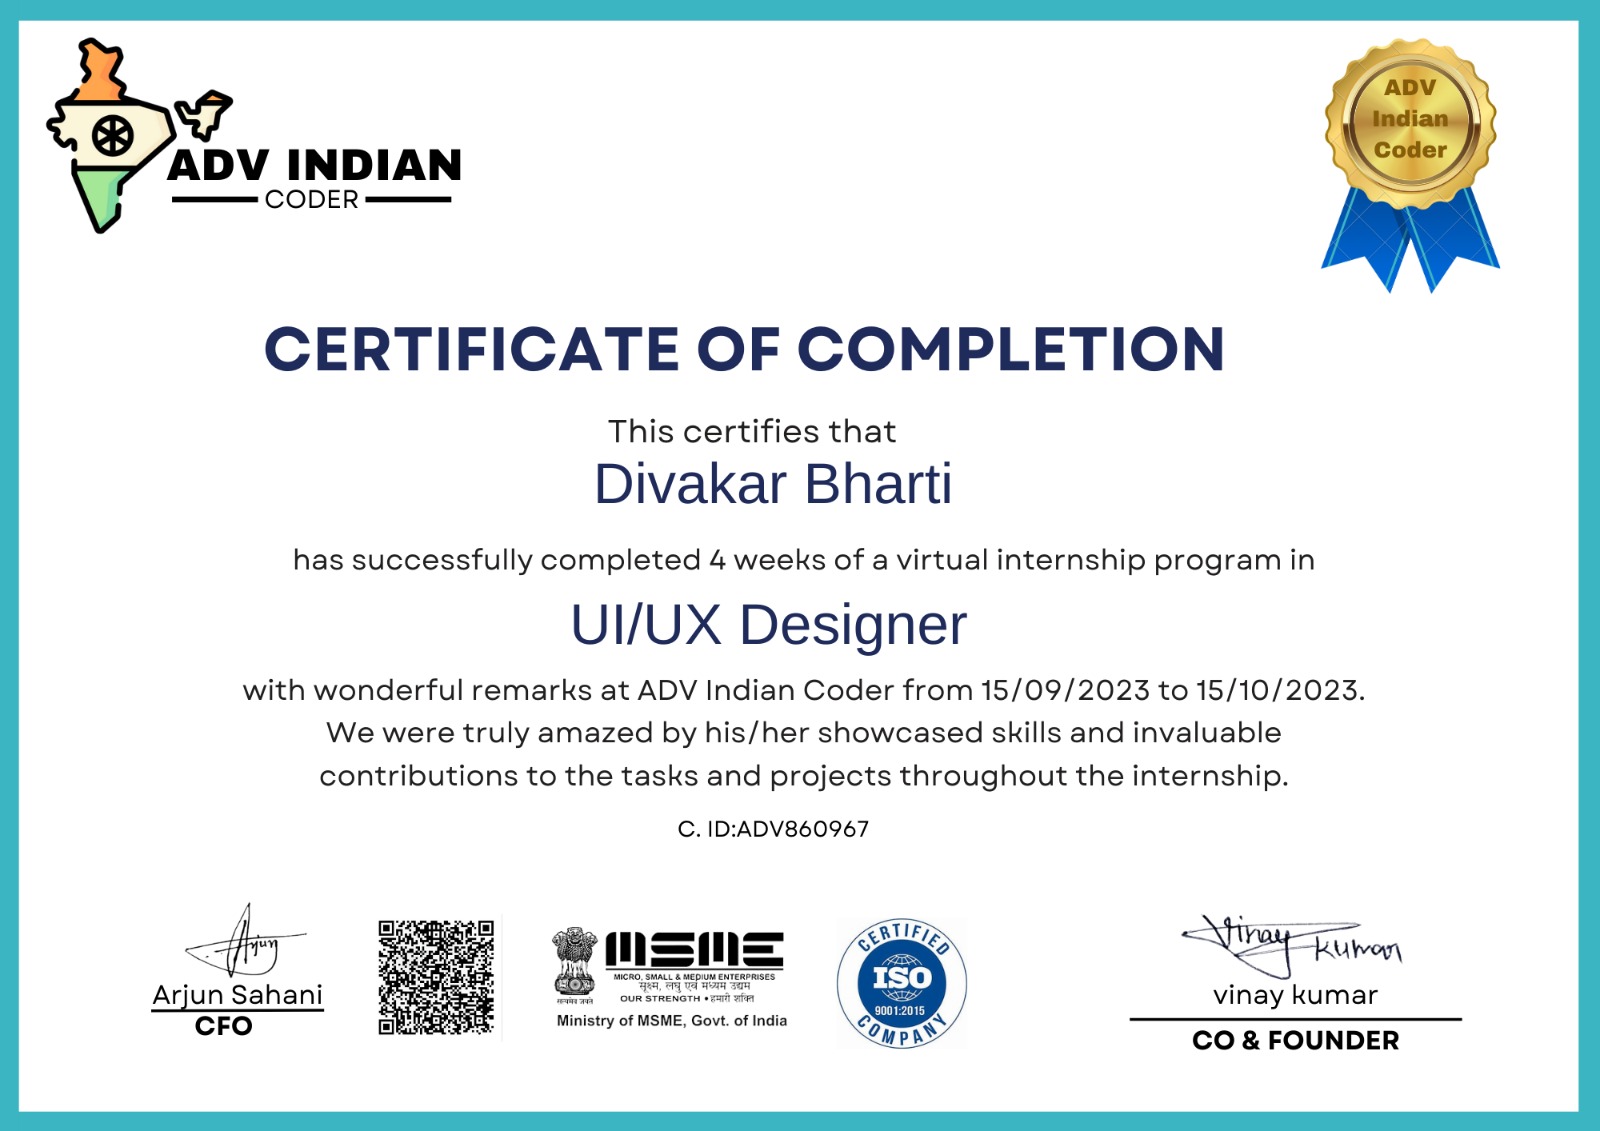 ADV INDIAN
CODER
ADV
Indian
Coder
CERTIFICATE OF COMPLETION
This certifies that
Divakar Bharti
has successfully completed 4 weeks of a virtual internship program in
UI/UX Designer
with wonderful remarks at ADV Indian Coder from 15/09/2023 to 15/10/2023.
We were truly amazed by his/her showcased skills and invaluable
contributions to the tasks and projects throughout the internship.
C. ID:ADV860967
Arjun
Arjun Sahani
CFO
सत्यमेव जयते
MSME
MICRO, SMALL & MEDIUM ENTERPRISES
सूक्ष्म, लघु एवं मध्यम उद्यम
OUR STRENGTH • हमारी शक्ति
Ministry of MSME, Govt. of India
CERTIFIED
ISO
9001:2015
COMPANY
Vinay Kumar
vinay kumar
CO & FOUNDER